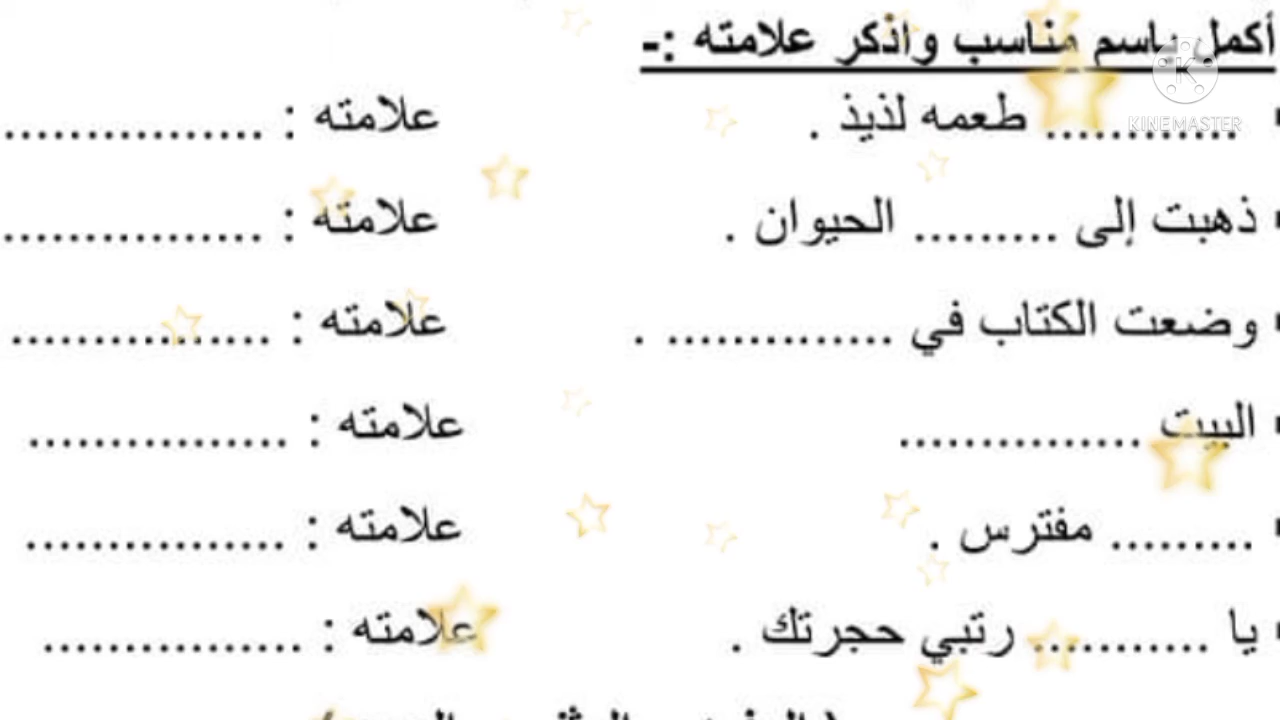 أكمل باسم مناسب واذكر علامته :-
............ طعمه لذيذ . علامته : ................
ذهبت إلى ......... الحيوان . علامته : ................
وضعت الكتاب في .............. . علامته : ................
البيت ............... علامته : ................
......... مفترس . علامته : ................
يا ........... رتبي حجرتك . علامته : ................
KINEMASTER